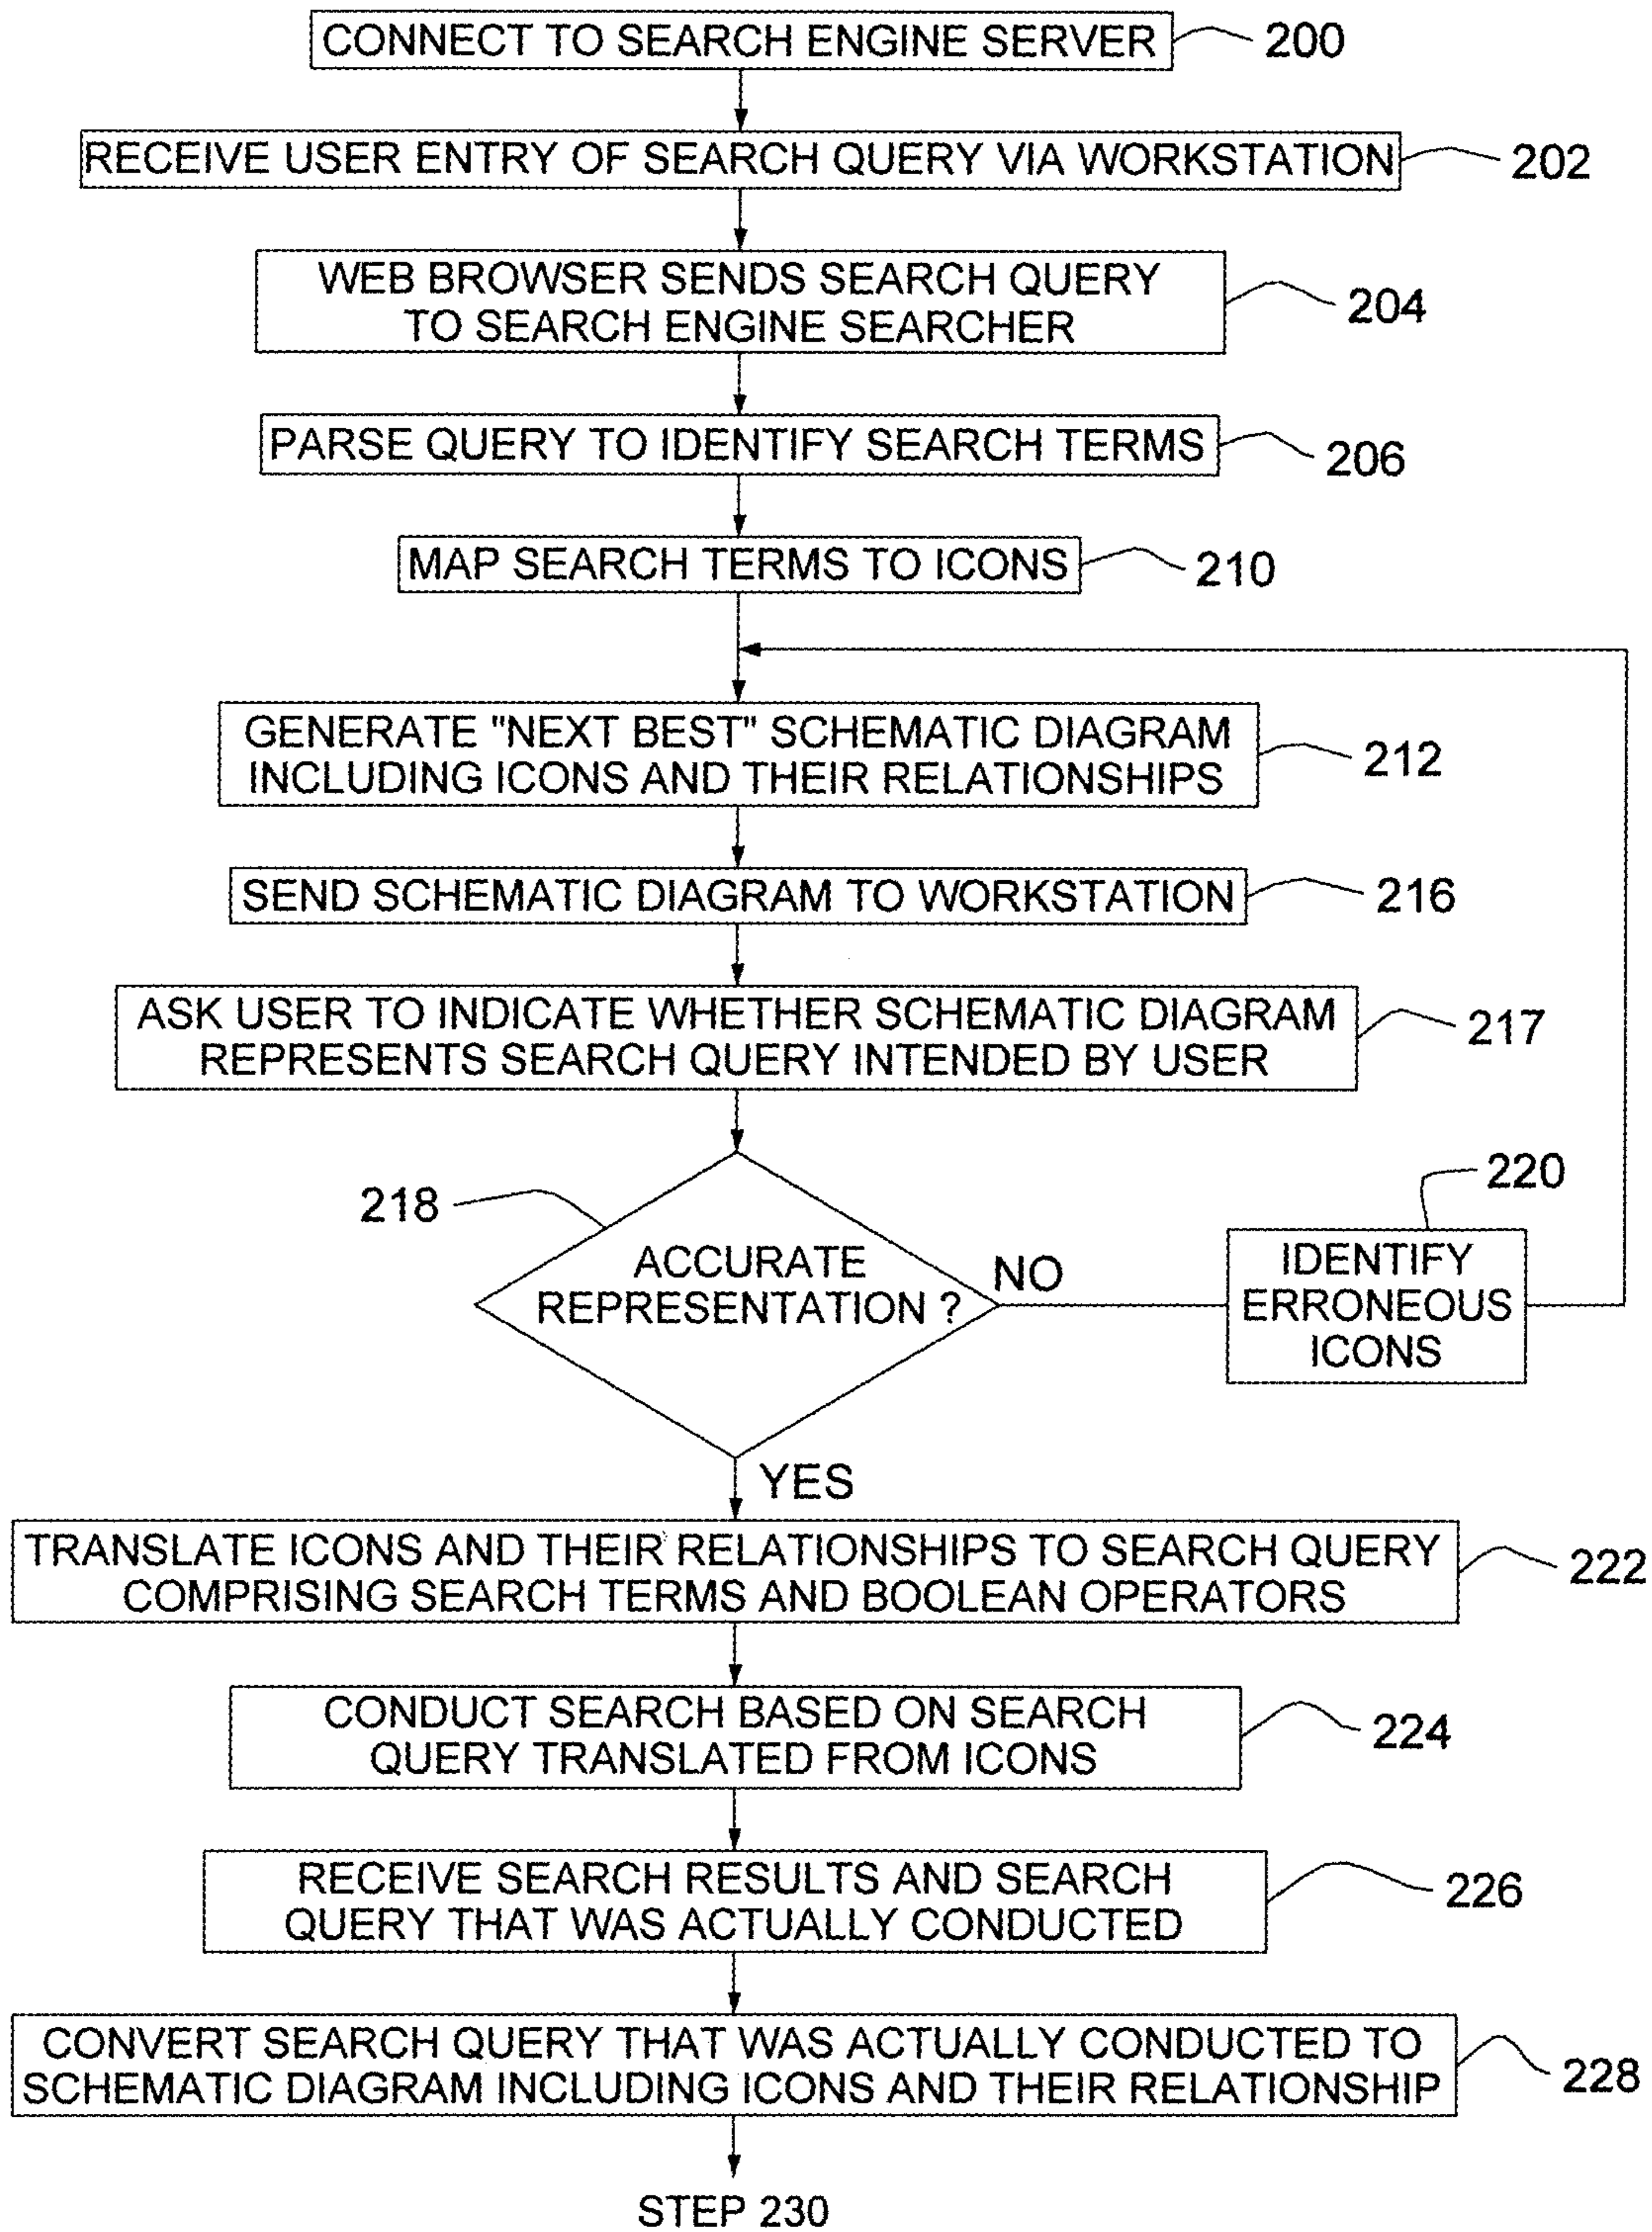 CONNECT TO SEARCH ENGINE SERVER
200
RECEIVE USER ENTRY OF SEARCH QUERY VIA WORKSTATION
202
WEB BROWSER SENDS SEARCH QUERY
TO SEARCH ENGINE SEARCHER
204
PARSE QUERY TO IDENTIFY SEARCH TERMS
206
MAP SEARCH TERMS TO ICONS
210
GENERATE "NEXT BEST" SCHEMATIC DIAGRAM
INCLUDING ICONS AND THEIR RELATIONSHIPS
212
SEND SCHEMATIC DIAGRAM TO WORKSTATION
216
ASK USER TO INDICATE WHETHER SCHEMATIC DIAGRAM
REPRESENTS SEARCH QUERY INTENDED BY USER
217
218
ACCURATE
REPRESENTATION ?
NO
220
IDENTIFY
ERRONEOUS
ICONS
YES
TRANSLATE ICONS AND THEIR RELATIONSHIPS TO SEARCH QUERY
COMPRISING SEARCH TERMS AND BOOLEAN OPERATORS
222
CONDUCT SEARCH BASED ON SEARCH
QUERY TRANSLATED FROM ICONS
224
RECEIVE SEARCH RESULTS AND SEARCH
QUERY THAT WAS ACTUALLY CONDUCTED
226
CONVERT SEARCH QUERY THAT WAS ACTUALLY CONDUCTED TO
SCHEMATIC DIAGRAM INCLUDING ICONS AND THEIR RELATIONSHIP
228
STEP 230